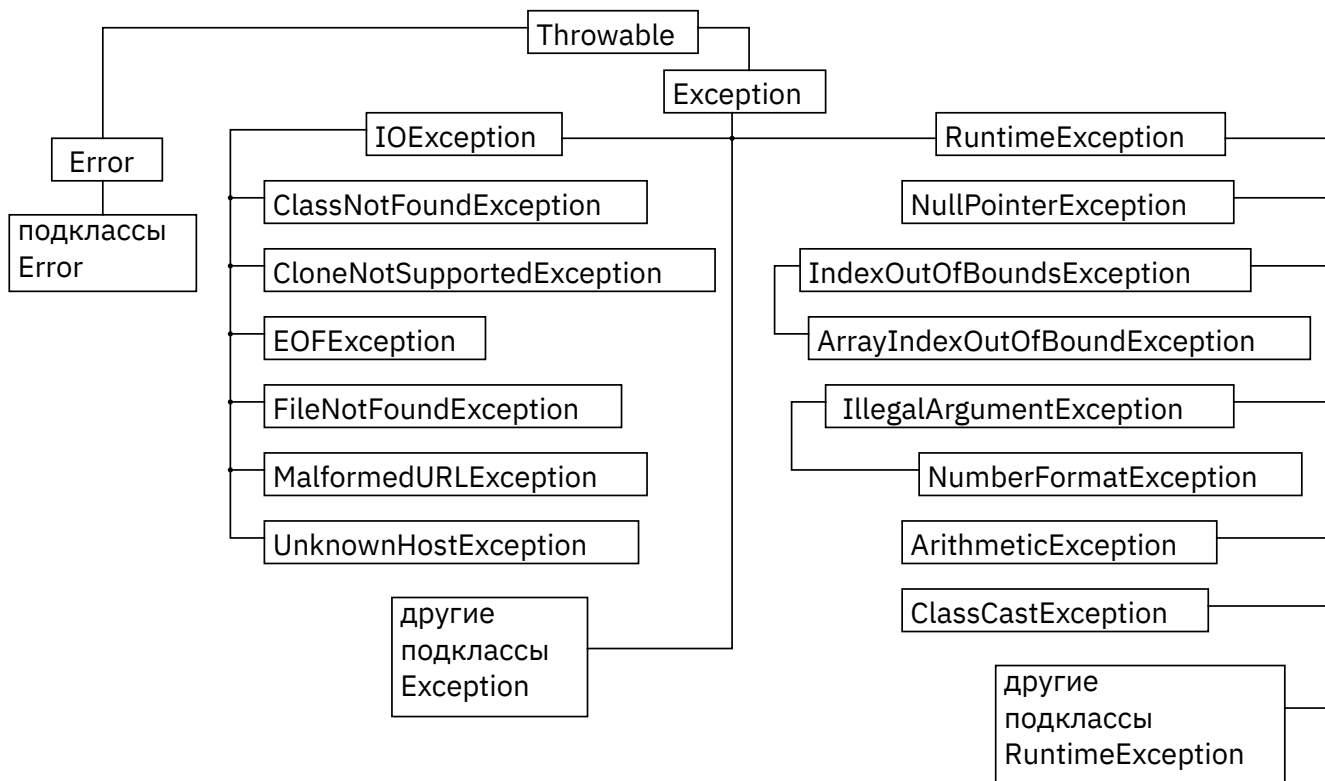 Throwable
Exception
IOException
RuntimeException
Error
ClassNotFoundException
NullPointerException
подклассы
Error
CloneNotSupportedException
IndexOutOfBoundsException
EOFException
ArrayIndexOutOfBoundException
FileNotFoundException
IllegalArgumentException
MalformedURLException
NumberFormatException
UnknownHostException
ArithmeticException
ClassCastException
другие
подклассы
Exception
другие
подклассы
RuntimeException